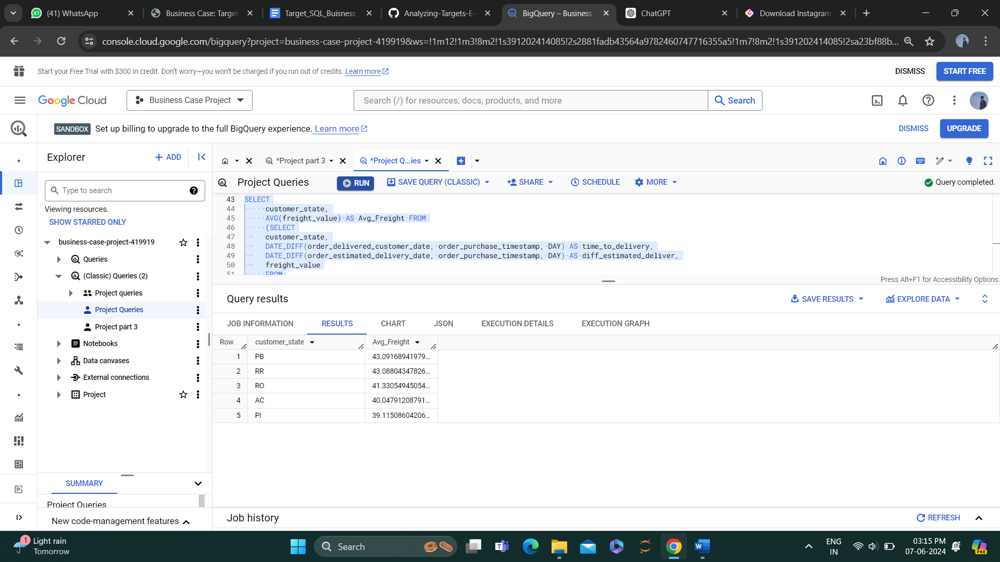 (41) WhatsApp
Business Case: Target
Target_SQL_Buisness_
Analyzing-Targets-E-
BigQuery – Business
ChatGPT
Download Instagram
console.cloud.google.com/bigquery?project=business-case-project-419919&ws=!1m12!1m3!8m2!1s391202414085!2s2881fadb43564a9782460747716355a5!1m7!8m2!1s391202414085!2sa23bf88b...
Start your Free Trial with $300 in credit. Don't worry—you won't be charged if you run out of credits. Learn more
DISMISS
START FREE
Google Cloud
Business Case Project
Search (/) for resources, docs, products, and more
Search
SANDBOX Set up billing to upgrade to the full BigQuery experience. Learn more
DISMISS
UPGRADE
Explorer
+ ADD
Type to search
Viewing resources.
SHOW STARRED ONLY
business-case-project-419919
Queries
(Classic) Queries (2)
Project queries
Project Queries
Project part 3
Notebooks
Data canvases
External connections
Project
SUMMARY
Project Queries
New code-management features
*Project part 3
*Project Q...ies
Project Queries
RUN
SAVE QUERY (CLASSIC)
SHARE
SCHEDULE
MORE
Query completed.
43 SELECT
44 customer_state,
45 AVG(freight_value) AS Avg_Freight FROM
46 (SELECT
47 customer_state,
48 DATE_DIFF(order_delivered_customer_date, order_purchase_timestamp, DAY) AS time_to_delivery,
49 DATE_DIFF(order_estimated_delivery_date, order_purchase_timestamp, DAY) AS diff_estimated_deliver,
50 freight_value
51 FROM
Press Alt+F1 for Accessibility Options.
Query results
SAVE RESULTS
EXPLORE DATA
JOB INFORMATION
RESULTS
CHART
JSON
EXECUTION DETAILS
EXECUTION GRAPH
Row customer_state Avg_Freight
1 PB 43.09168941979...
2 RR 43.08804347826...
3 RO 41.33054945054...
4 AC 40.04791208791...
5 PI 39.11508604206...
Job history
REFRESH
1
Light rain
Tomorrow
Search
ENG
IN
03:15 PM
07-06-2024
PRE